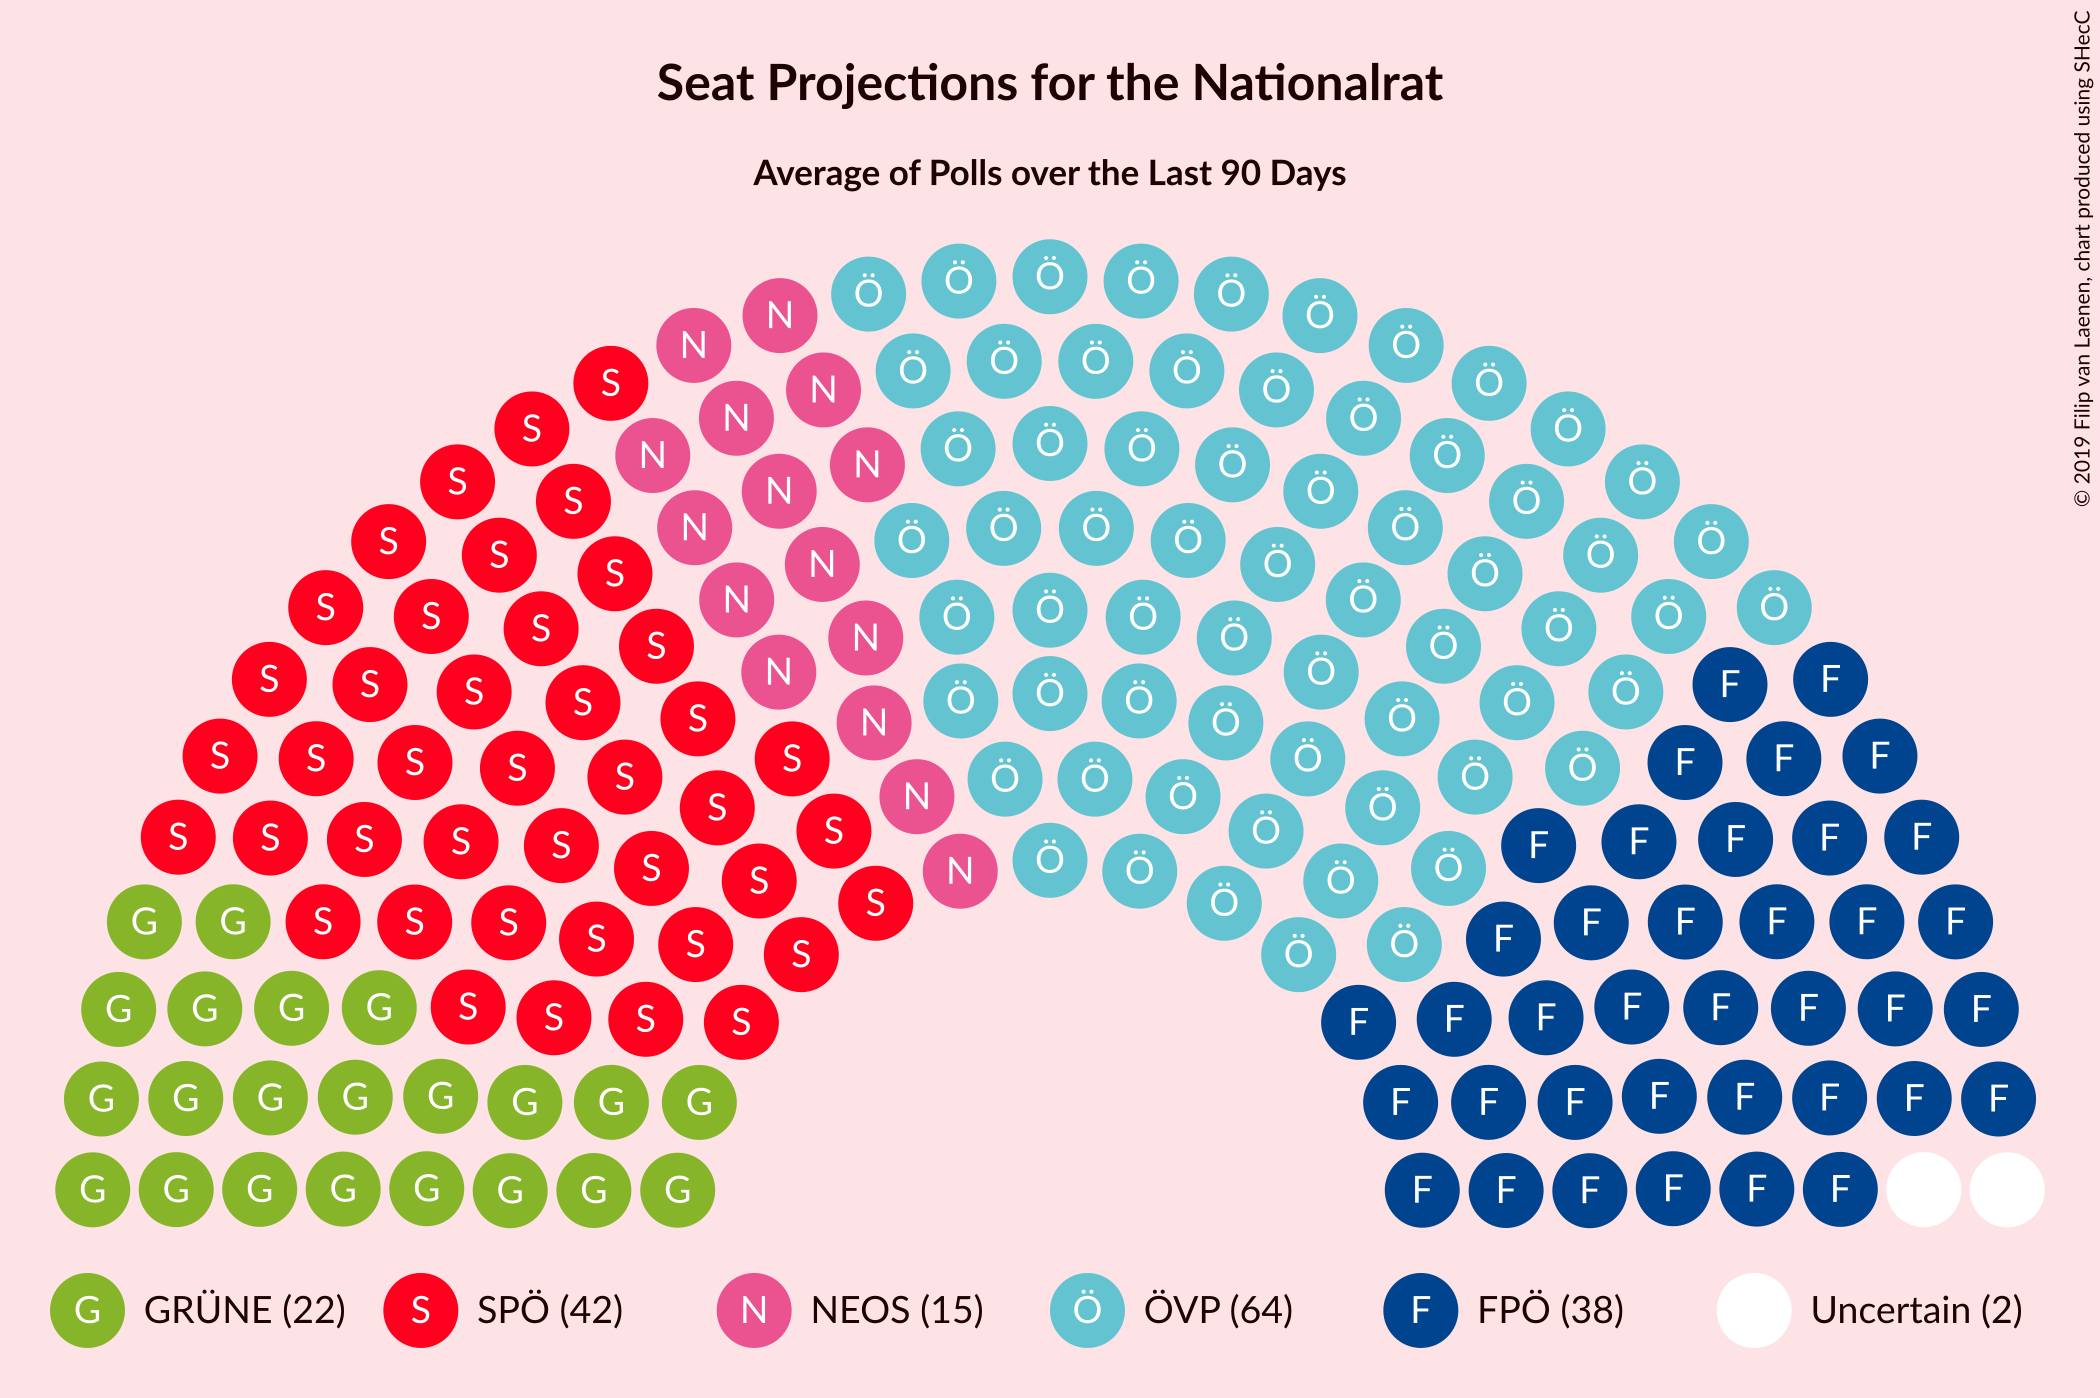 Seat Projections for the Nationalrat
Average of Polls over the Last 90 Days
© 2019 Filip van Laenen, chart produced using SHecC
Ö Ö Ö Ö Ö
N N Ö Ö
S N Ö Ö Ö Ö Ö Ö
S N N Ö Ö Ö
S S N N Ö Ö Ö Ö Ö Ö Ö
S S S N N Ö Ö Ö Ö Ö Ö Ö Ö
S S S S N N Ö Ö Ö Ö Ö Ö Ö Ö
S S S S S N N Ö Ö Ö Ö Ö Ö Ö F F
S S S S S S S N Ö Ö Ö Ö Ö Ö Ö F F F
S S S S S S S S N Ö Ö Ö Ö Ö F F F F F
G G S S S S S S S N Ö Ö Ö Ö Ö Ö F F F F F F
G G G G S S S S S Ö F F F F F F F F
G G G G G G G G F F F F F F F F
G G G G G G G G F F F F F F
G GRÜNE (22) S SPÖ (42) N NEOS (15) Ö ÖVP (64) F FPÖ (38) Uncertain (2)